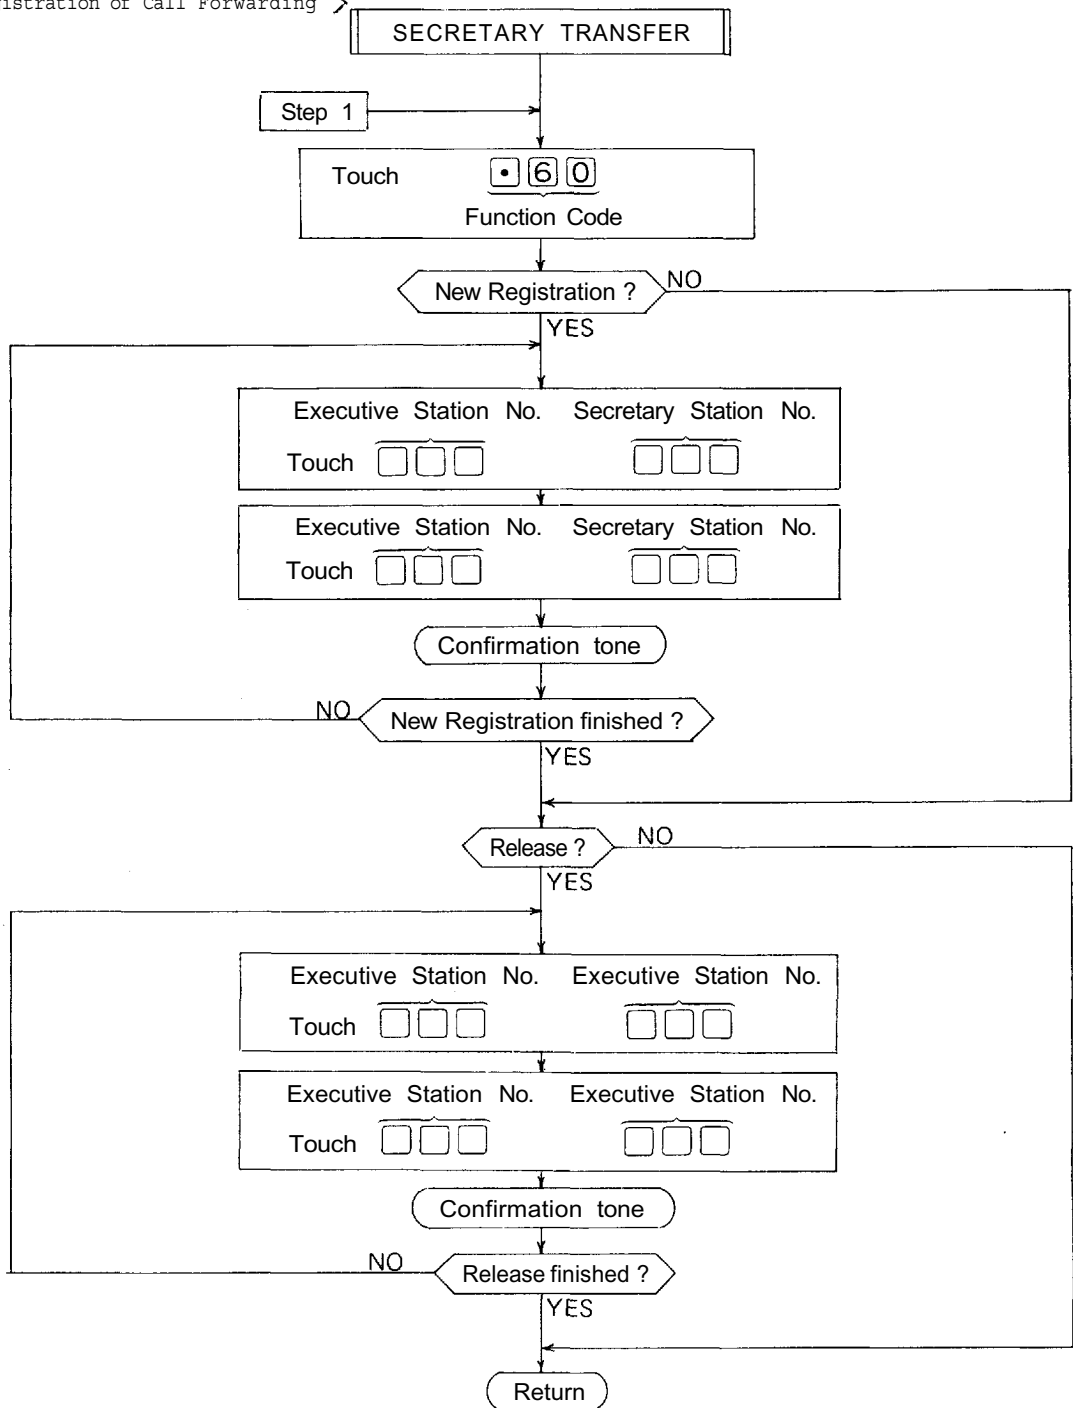 istration of Call Forwarding >
SECRETARY TRANSFER
Step 1
Touch • 6 0
Function Code
New Registration ? NO
YES
Executive Station No. Secretary Station No.
Touch
Executive Station No. Secretary Station No.
Touch
Confirmation tone
NO New Registration finished ?
YES
Release ? NO
YES
Executive Station No. Executive Station No.
Touch
Executive Station No. Executive Station No.
Touch
Confirmation tone
NO Release finished ?
YES
Return